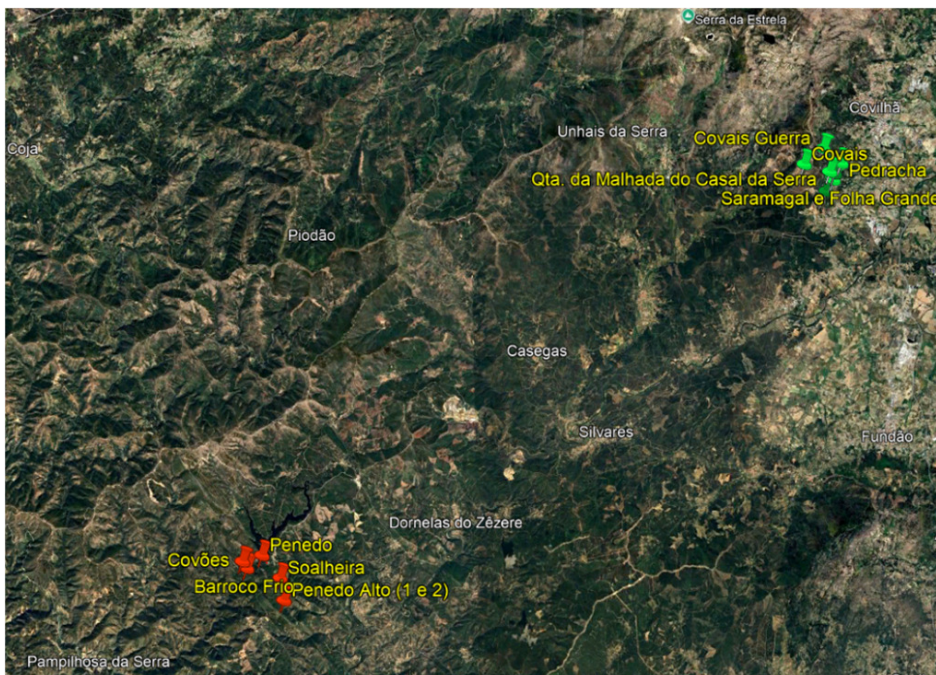 Serra da Estrela
Covilhã
Unhais da Serra
Covais Guerra
Coja
Covais
Pedracha
Qta. da Malhada do Casal da Serra
Saramagal e Folha Grande
Piodão
Casegas
Silvares
Fundão
Dornelas do Zêzere
Penedo
Covões
Soalheira
Barroco Frio
Penedo Alto (1 e 2)
Pampilhosa da Serra